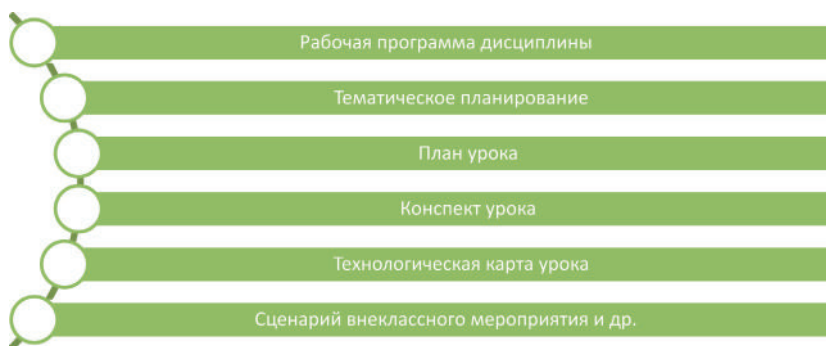 Рабочая программа дисциплины
Тематическое планирование
План урока
Конспект урока
Технологическая карта урока
Сценарий внеклассного мероприятия и др.